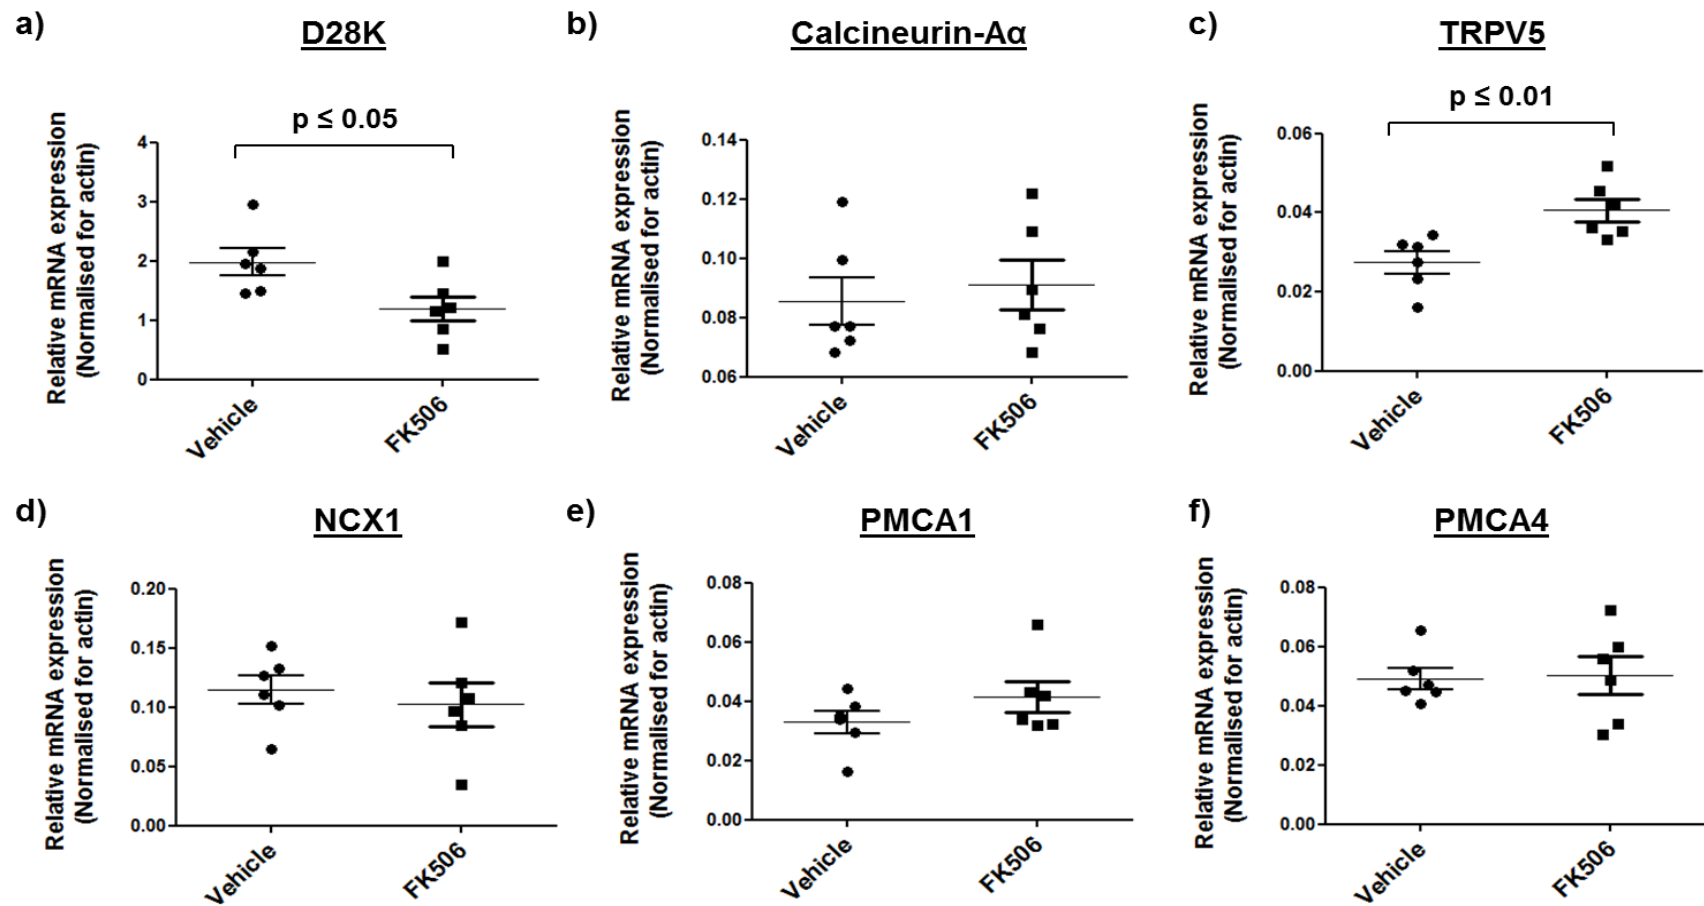 a)
D28K
p ≤ 0.05
Relative mRNA expression
(Normalised for actin)
4
3
2
1
0
Vehicle
FK506
b)
Calcineurin-Aα
Relative mRNA expression
(Normalised for actin)
0.14
0.12
0.10
0.08
0.06
Vehicle
FK506
c)
TRPV5
p ≤ 0.01
Relative mRNA expression
(Normalised for actin)
0.06
0.04
0.02
0.00
Vehicle
FK506
d)
NCX1
Relative mRNA expression
(Normalised for actin)
0.20
0.15
0.10
0.05
0.00
Vehicle
FK506
e)
PMCA1
Relative mRNA expression
(Normalised for actin)
0.08
0.06
0.04
0.02
0.00
Vehicle
FK506
f)
PMCA4
Relative mRNA expression
(Normalised for actin)
0.08
0.06
0.04
0.02
0.00
Vehicle
FK506